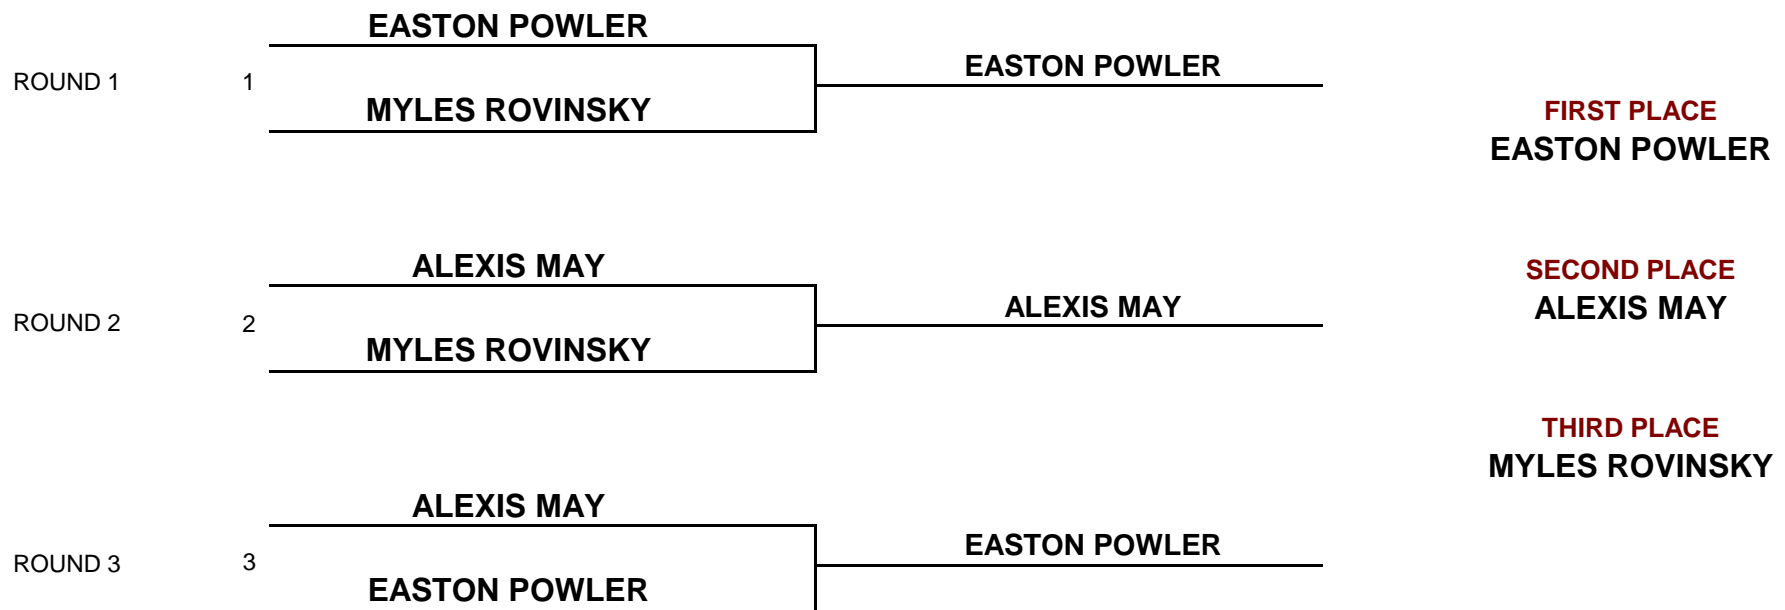 EASTON POWLER
ROUND 1
1
EASTON POWLER
MYLES ROVINSKY
FIRST PLACE
EASTON POWLER
ALEXIS MAY
ROUND 2
2
ALEXIS MAY
MYLES ROVINSKY
SECOND PLACE
ALEXIS MAY
THIRD PLACE
MYLES ROVINSKY
ALEXIS MAY
ROUND 3
3
EASTON POWLER
EASTON POWLER